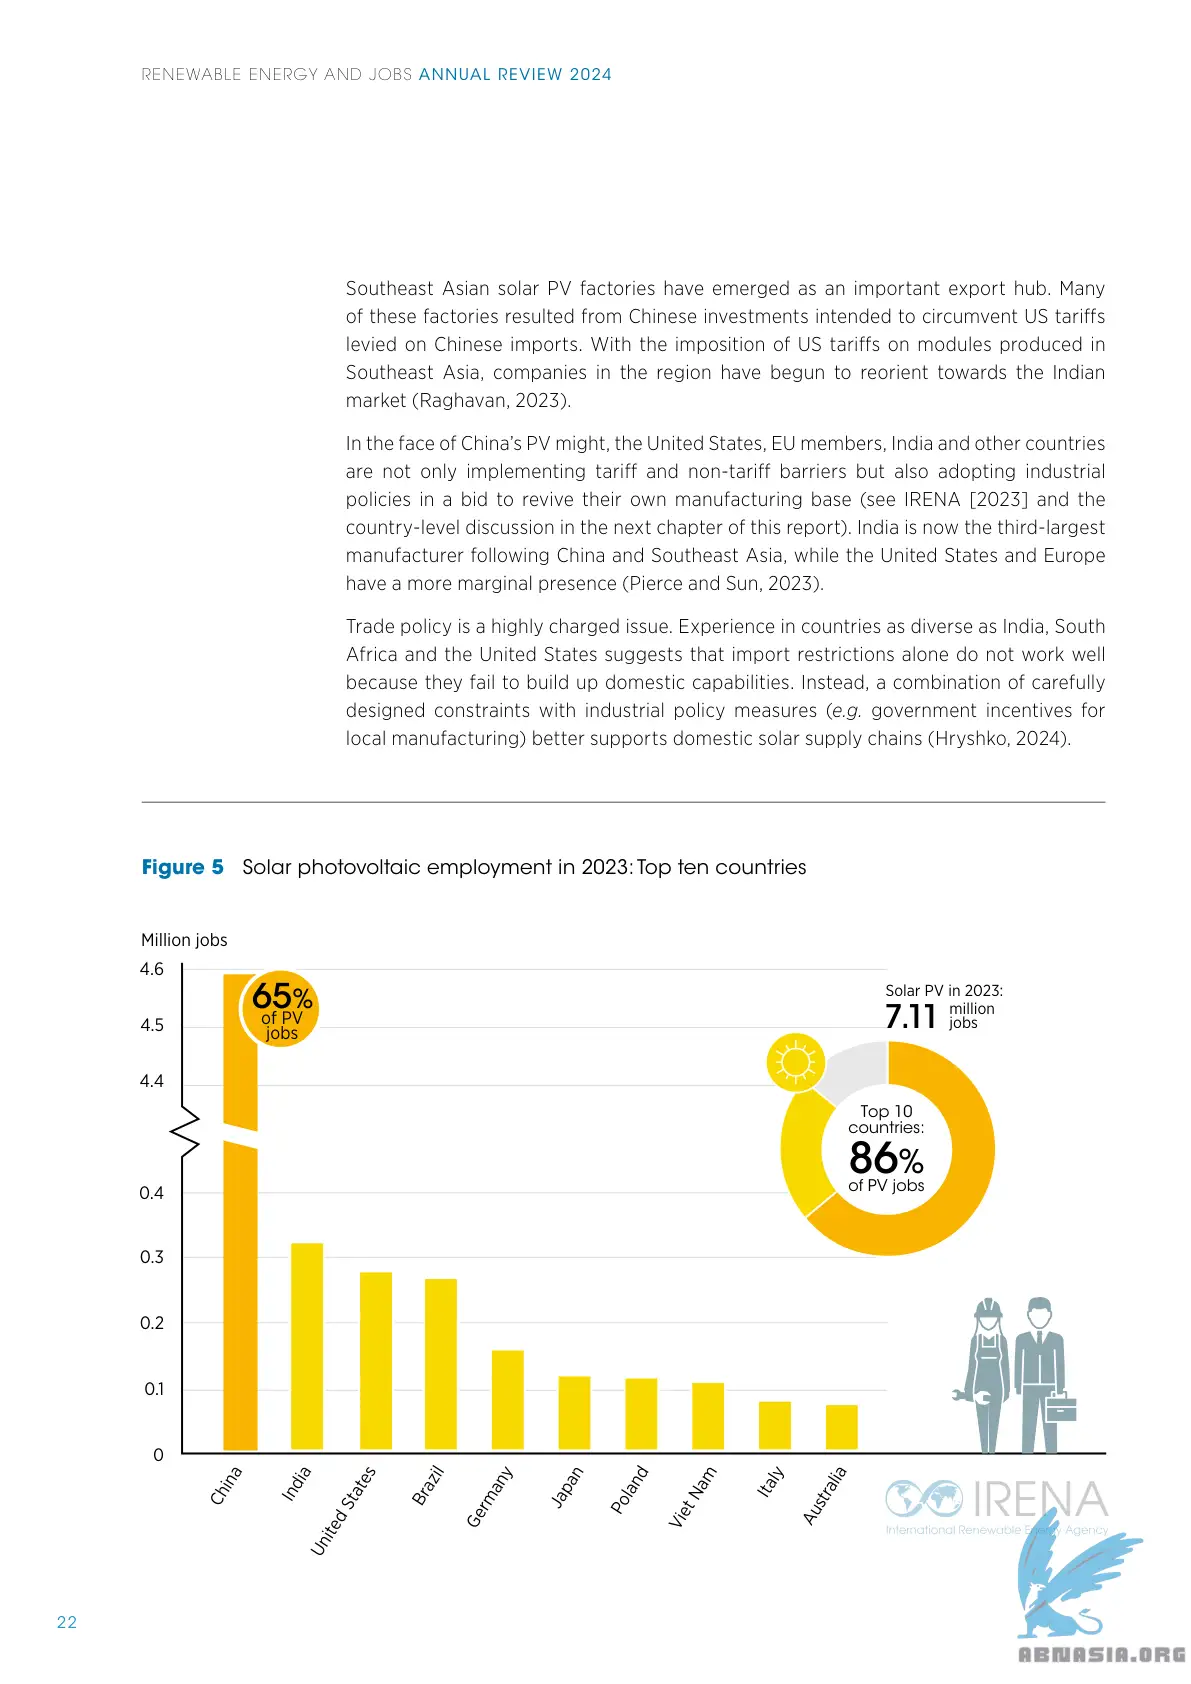 RENEWABLE ENERGY AND JOBS ANNUAL REVIEW 2024
Southeast Asian solar PV factories have emerged as an important export hub. Many
of these factories resulted from Chinese investments intended to circumvent US tariffs
levied on Chinese imports. With the imposition of US tariffs on modules produced in
Southeast Asia, companies in the region have begun to reorient towards the Indian
market (Raghavan, 2023).
In the face of China’s PV might, the United States, EU members, India and other countries
are not only implementing tariff and non-tariff barriers but also adopting industrial
policies in a bid to revive their own manufacturing base (see IRENA [2023] and the
country-level discussion in the next chapter of this report). India is now the third-largest
manufacturer following China and Southeast Asia, while the United States and Europe
have a more marginal presence (Pierce and Sun, 2023).
Trade policy is a highly charged issue. Experience in countries as diverse as India, South
Africa and the United States suggests that import restrictions alone do not work well
because they fail to build up domestic capabilities. Instead, a combination of carefully
designed constraints with industrial policy measures (e.g. government incentives for
local manufacturing) better supports domestic solar supply chains (Hryshko, 2024).
Figure 5 Solar photovoltaic employment in 2023: Top ten countries
Million jobs
4.6
4.5
4.4
0.4
0.3
0.2
0.1
0
65%
of PV
jobs
Solar PV in 2023:
7.11 million
jobs
Top 10
countries:
86%
of PV jobs
China
India
United States
Brazil
Germany
Japan
Poland
Viet Nam
Italy
Australia
IRENA
International Renewable Energy Agency
22
ABNASIA.ORG